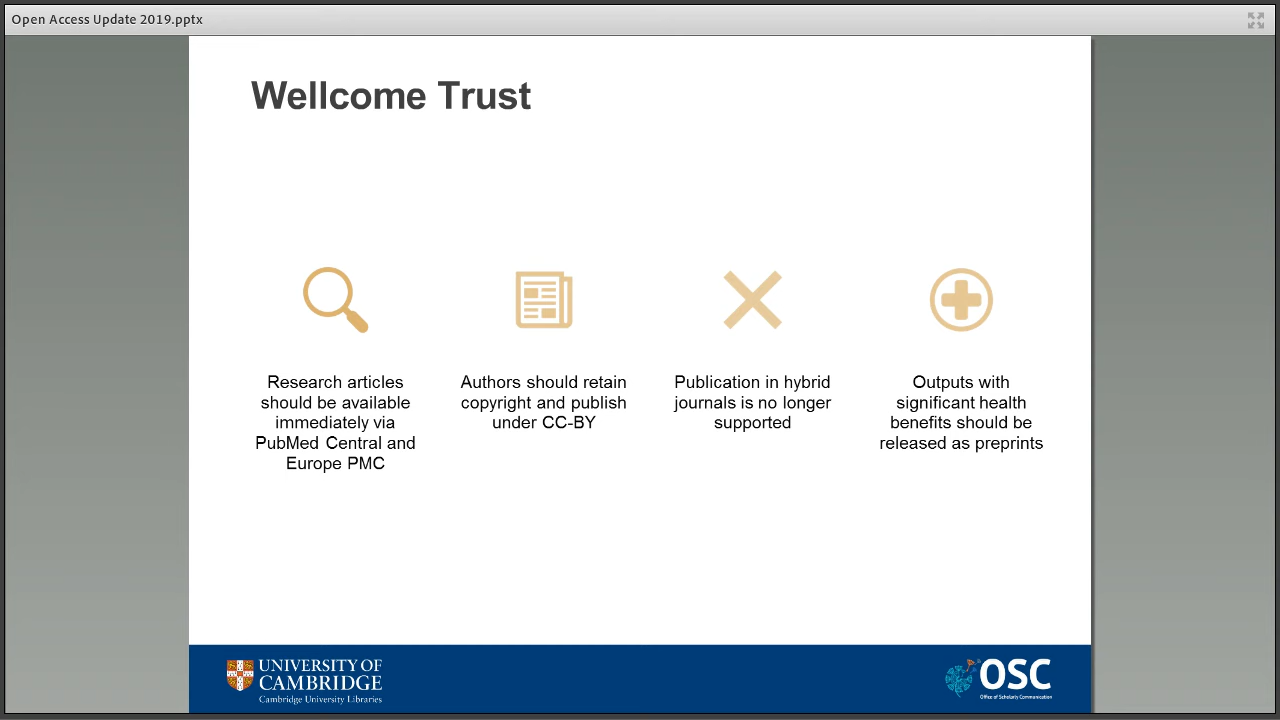 Open Access Update 2019.pptx
Wellcome Trust
Research articles
should be available
immediately via
PubMed Central and
Europe PMC
Authors should retain
copyright and publish
under CC-BY
Publication in hybrid
journals is no longer
supported
Outputs with
significant health
benefits should be
released as preprints
UNIVERSITY OF
CAMBRIDGE
Cambridge University Libraries
OSC
Office of Scholarly Communication